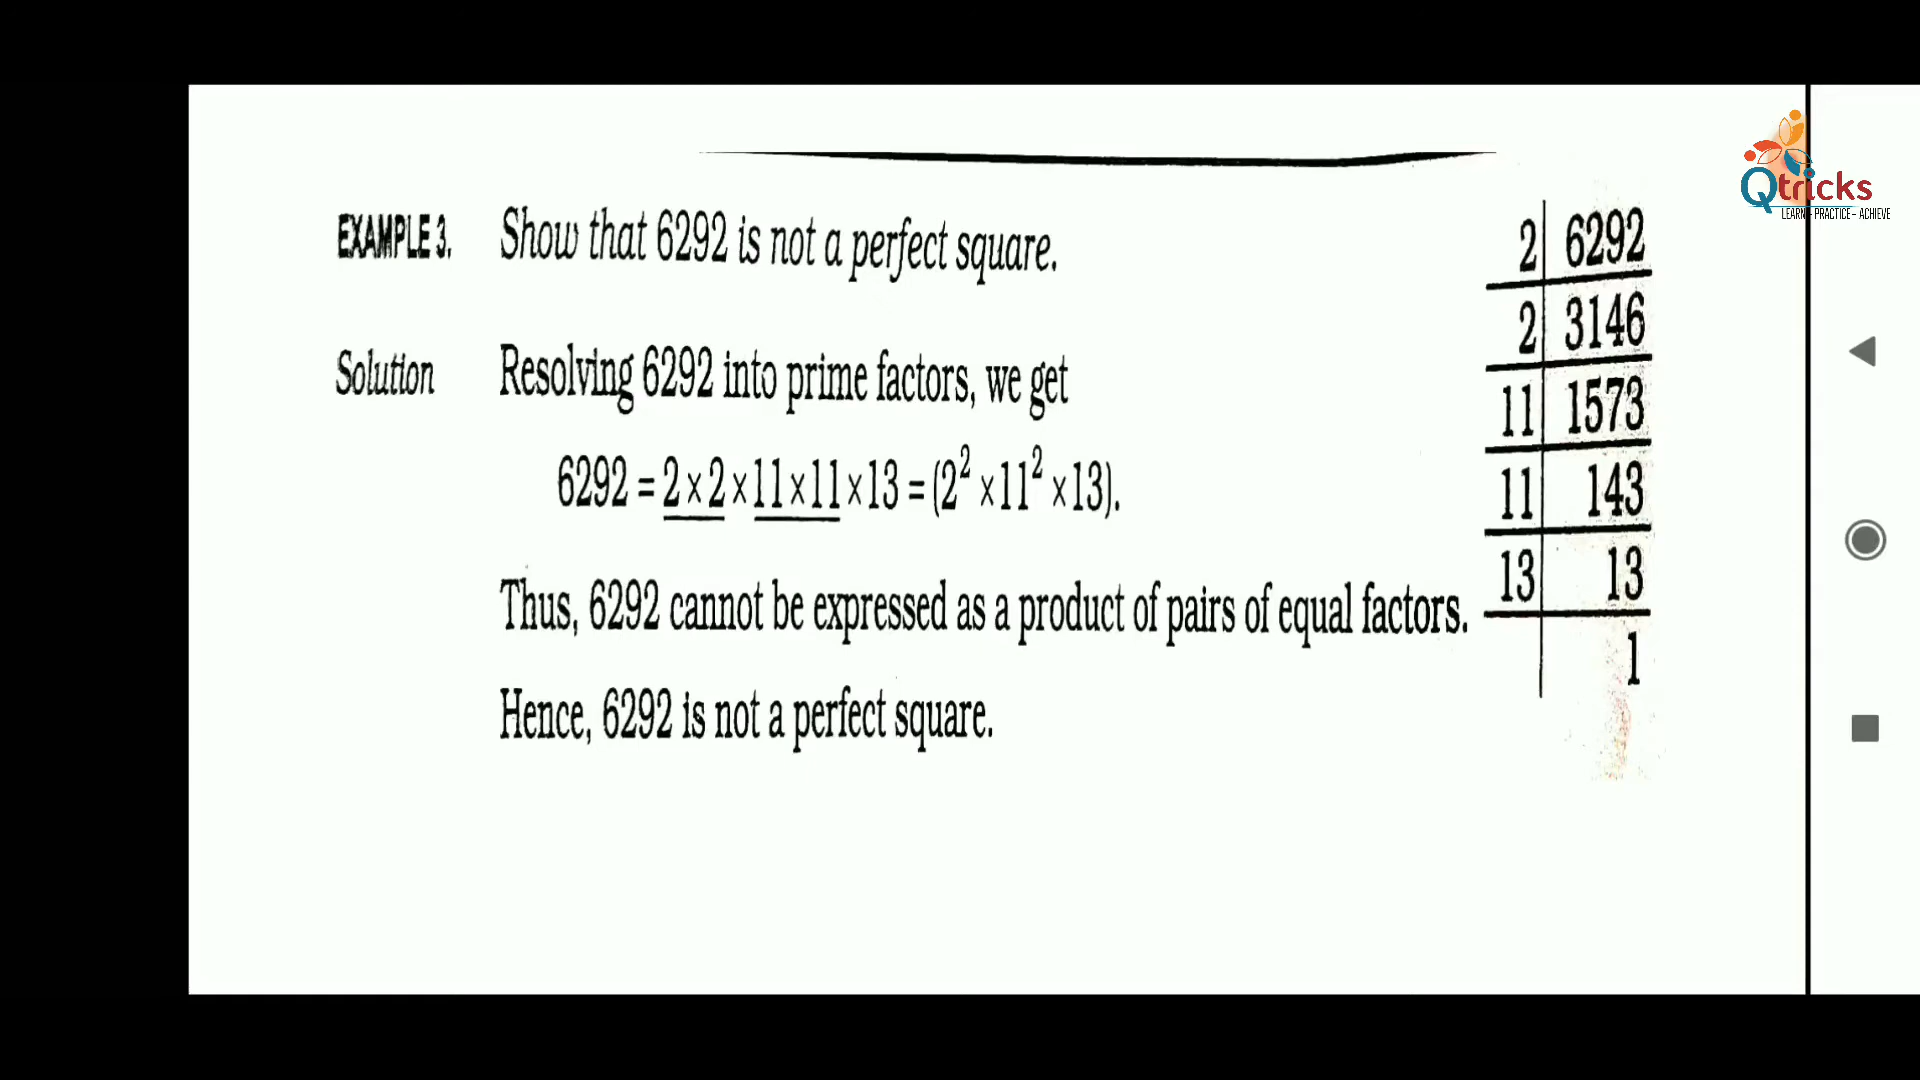 Qtricks
LEARN - PRACTICE - ACHIEVE
EXAMPLE 3. Show that 6292 is not a perfect square.
Solution Resolving 6292 into prime factors, we get
6292 = 2 × 2 × 11 × 11 × 13 = (2² × 11² × 13).
Thus, 6292 cannot be expressed as a product of pairs of equal factors.
Hence, 6292 is not a perfect square.
2 | 6292
2 | 3146
11 | 1573
11 | 143
13 | 13
| 1